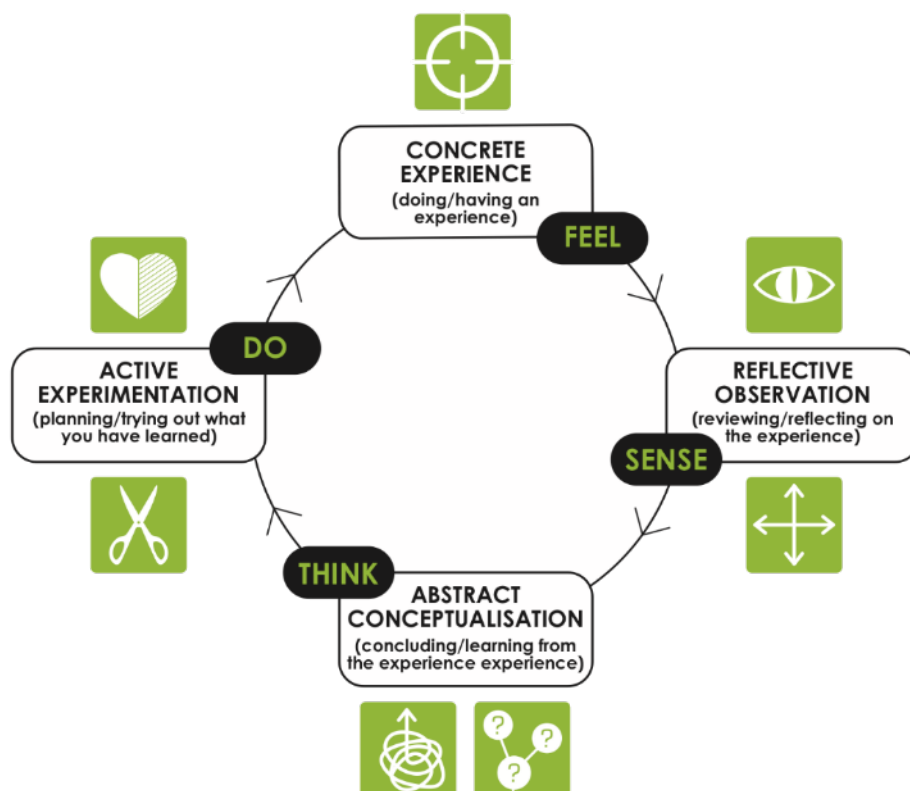 CONCRETE
EXPERIENCE
(doing/having an
experience)
FEEL
REFLECTIVE
OBSERVATION
(reviewing/reflecting on
the experience)
SENSE
ABSTRACT
CONCEPTUALISATION
(concluding/learning from
the experience experience)
THINK
? ?
?
ACTIVE
EXPERIMENTATION
(planning/trying out what
you have learned)
DO